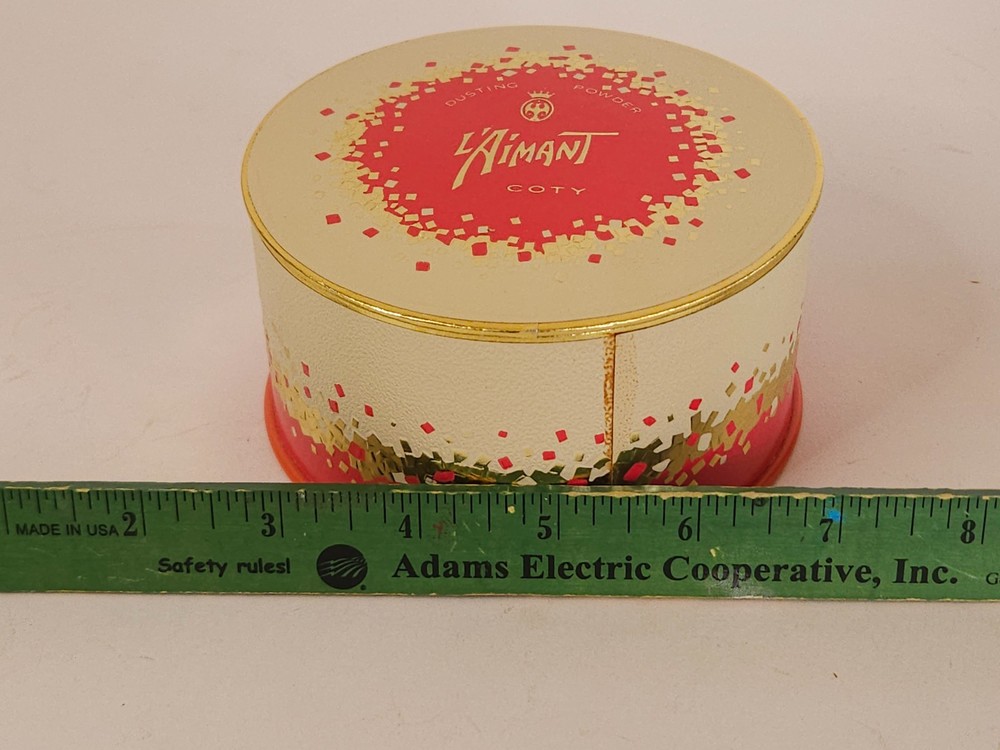 DUSTING POWDER
L'AIMANT
COTY
2 3 4 5 6 7 8
MADE IN USA
Safety rules! Adams Electric Cooperative, Inc.